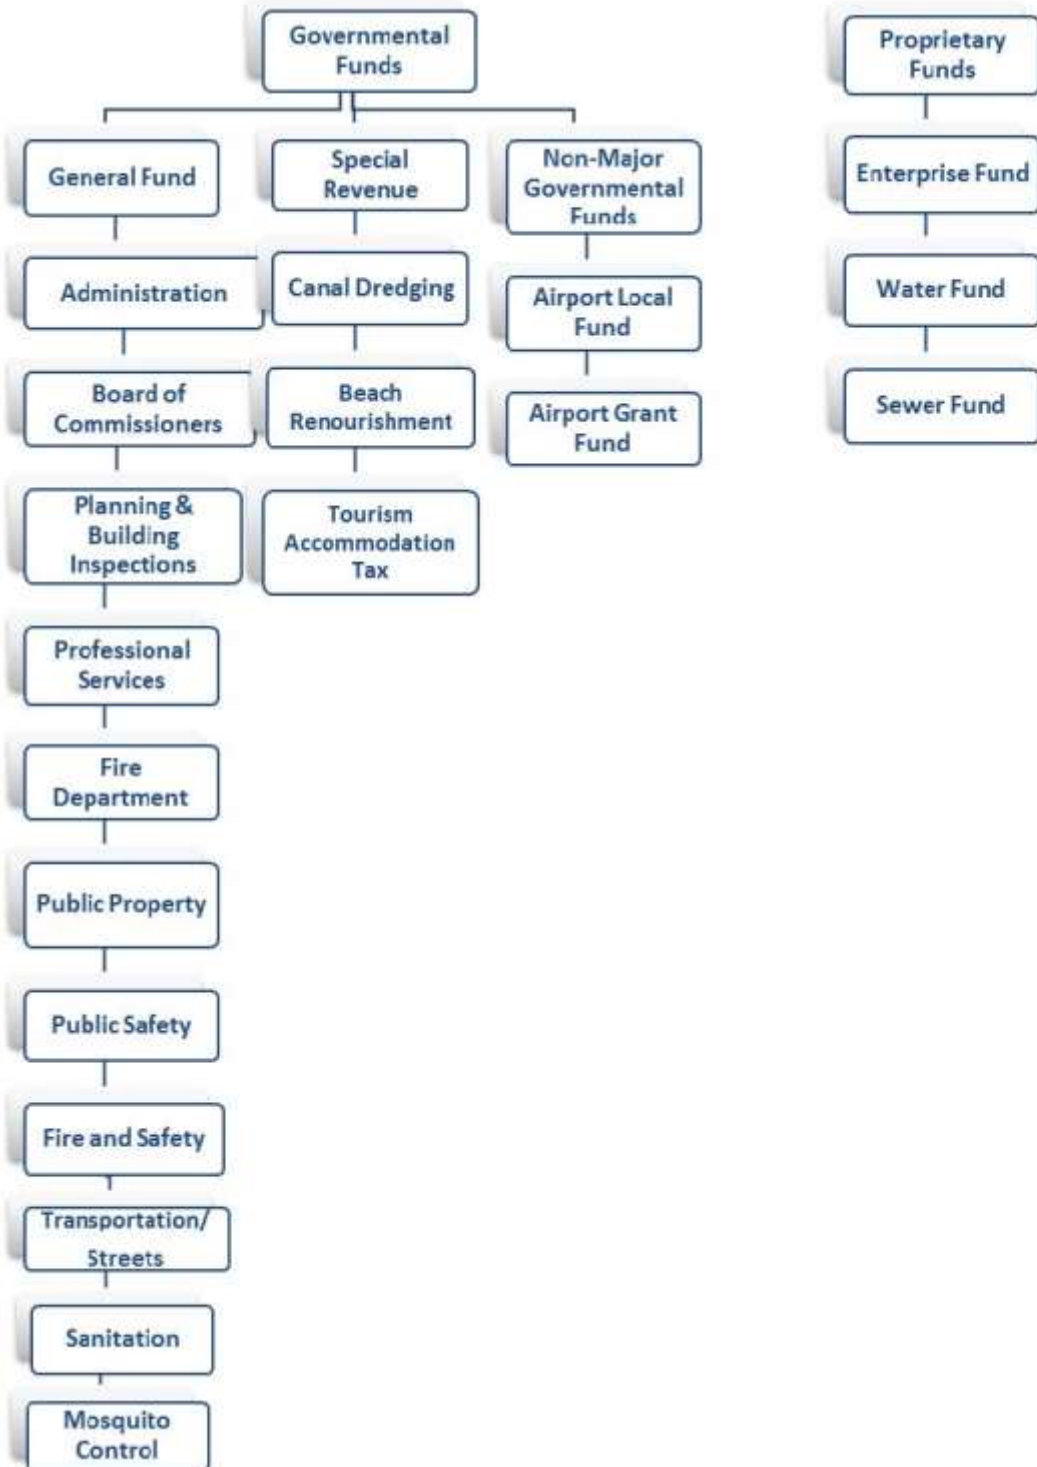 Governmental
Funds
General Fund
Administration
Board of
Commissioners
Planning &
Building
Inspections
Professional
Services
Fire
Department
Public Property
Public Safety
Fire and Safety
Transportation/
Streets
Sanitation
Mosquito
Control
Special
Revenue
Canal Dredging
Beach
Renourishment
Tourism
Accommodation
Tax
Non-Major
Governmental
Funds
Airport Local
Fund
Airport Grant
Fund
Proprietary
Funds
Enterprise Fund
Water Fund
Sewer Fund